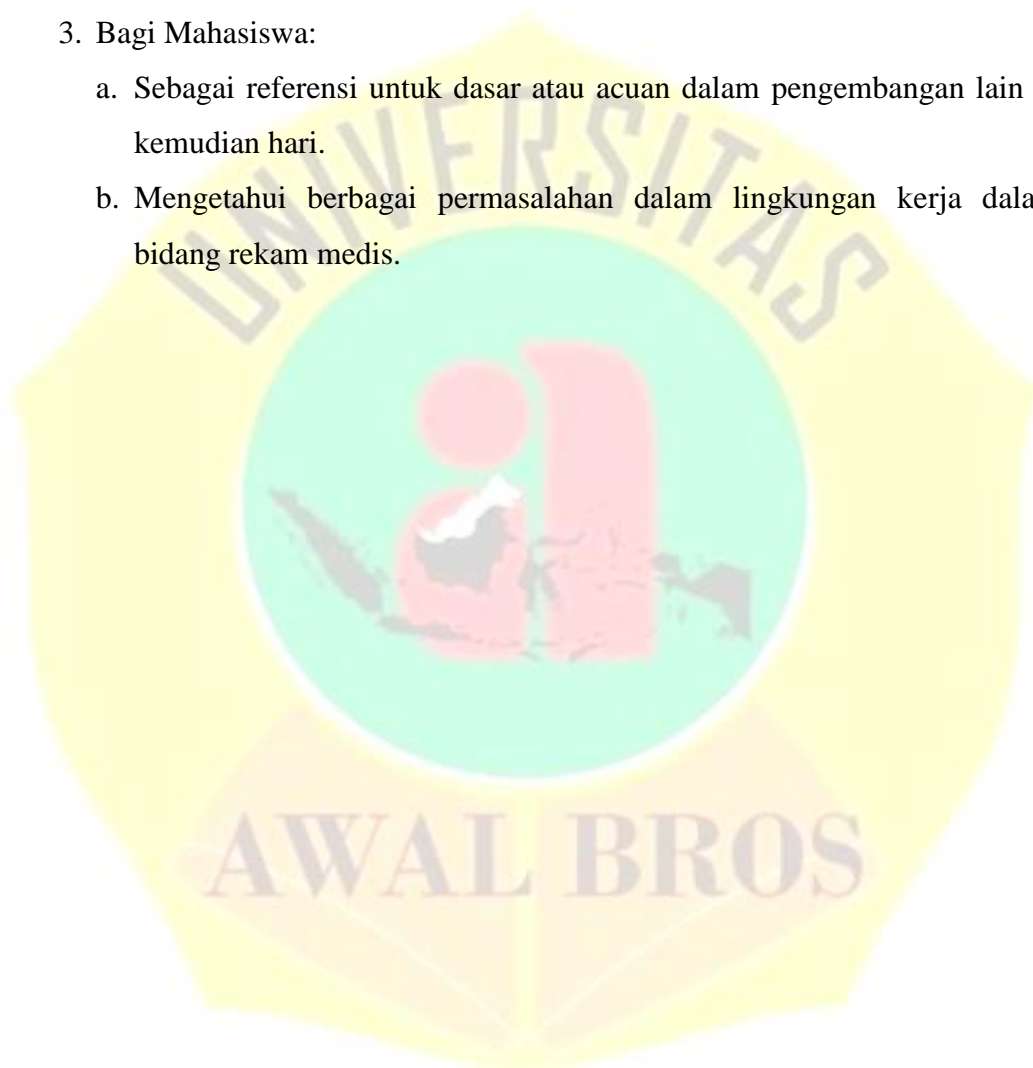 3. Bagi Mahasiswa:
a. Sebagai referensi untuk dasar atau acuan dalam pengembangan lain
kemudian hari.
b. Mengetahui berbagai permasalahan dalam lingkungan kerja dala
bidang rekam medis.
UNIVERSITAS
a
AWAL BROS